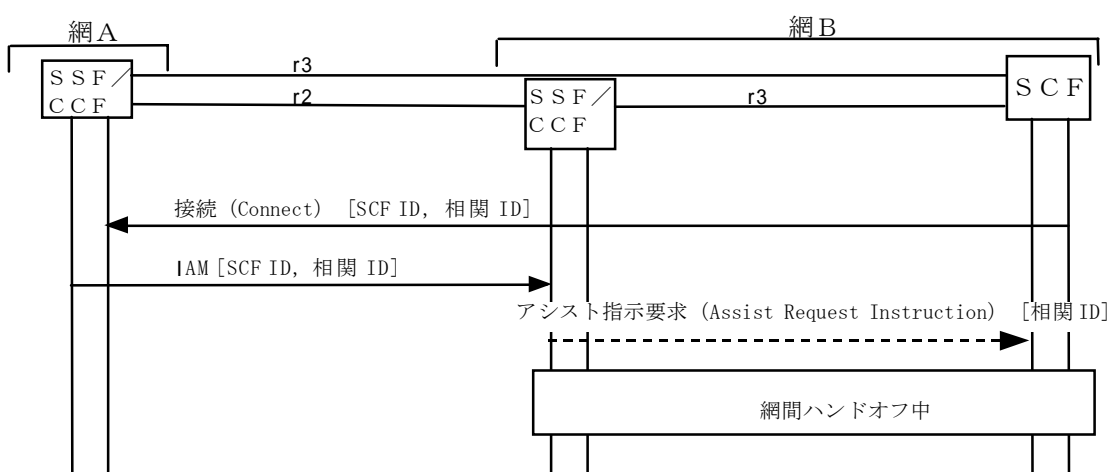 網A
網B
r3
r2
r3
SSF/
CCF
SSF/
CCF
SCF
接続 (Connect) [SCF ID, 相関 ID]
IAM [SCF ID, 相関 ID]
アシスト指示要求 (Assist Request Instruction) [相関 ID]
網間ハンドオフ中